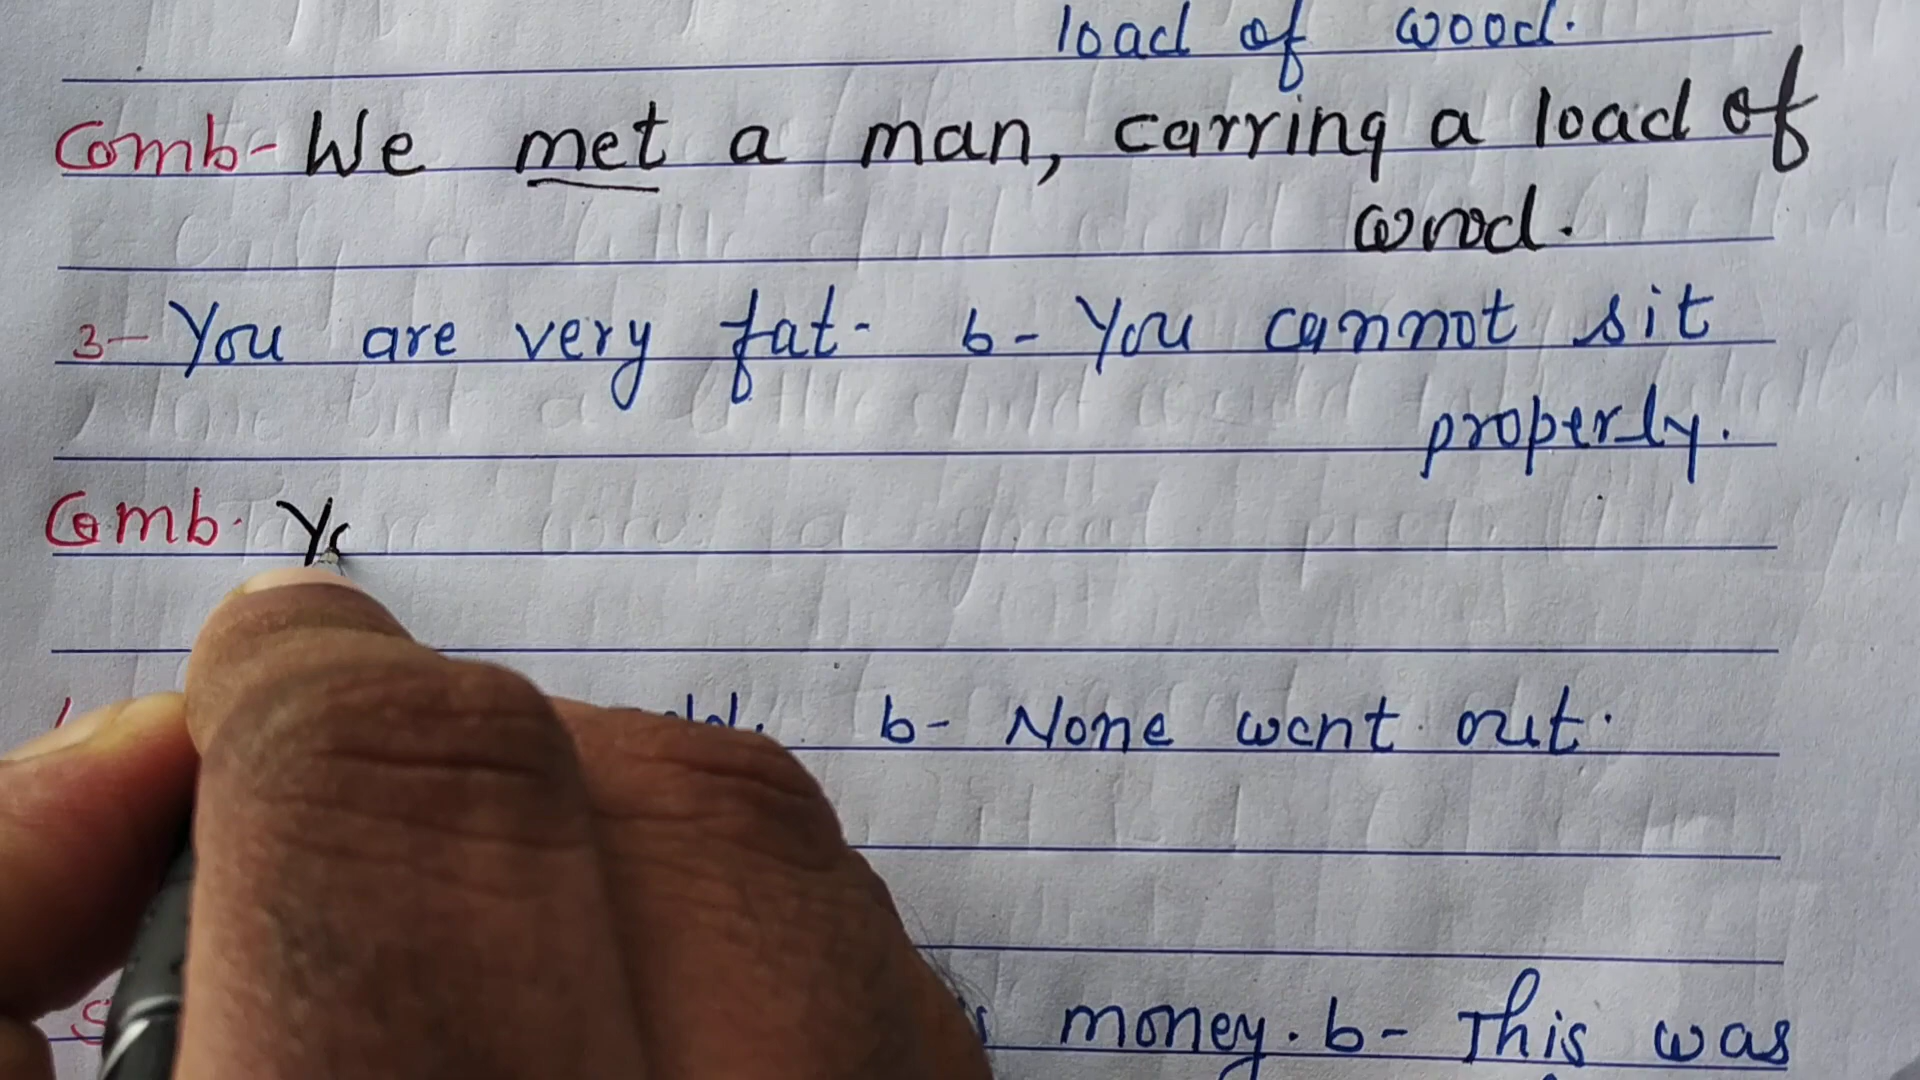 load of wood.
Comb- We met a man, carring a load of
wood.
3- You are very fat- b- You cannot sit
properly.
Comb.
b- None went out.
money. b- This was